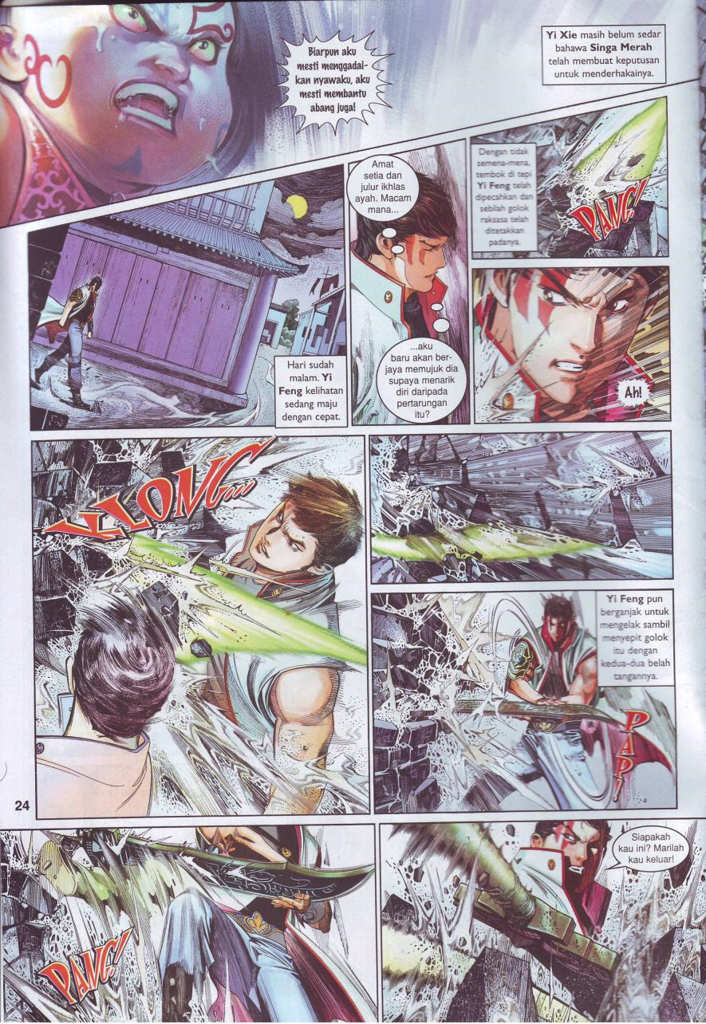 Biarpun aku
mesti menggadai-
kan nyawaku, aku
mesti membantu
abang juga!
Yi Xie masih belum sedar
bahawa Singa Merah
telah membuat keputusan
untuk menderhakainya.
Hari sudah
malam. Yi
Feng kelihatan
sedang maju
dengan cepat.
Amat
setia dan
julur ikhlas
ayah. Macam
mana...
...aku
baru akan ber-
jaya memujuk dia
supaya menarik
diri daripada
pertarungan
itu?
Dengan tidak
semena-mena,
tembok di tapi
Yi Feng telah
dipecahkan dan
sebilah golok
raksasa telah
ditetakkan
padanya.
PANG!
Ah!
YLONG...
Yi Feng pun
berganjak untuk
mengelak sambil
menyepit golok
itu dengan
kedua-dua belah
tangannya.
PAP!
24
PANG!
Siapakah
kau ini? Marilah
kau keluar!